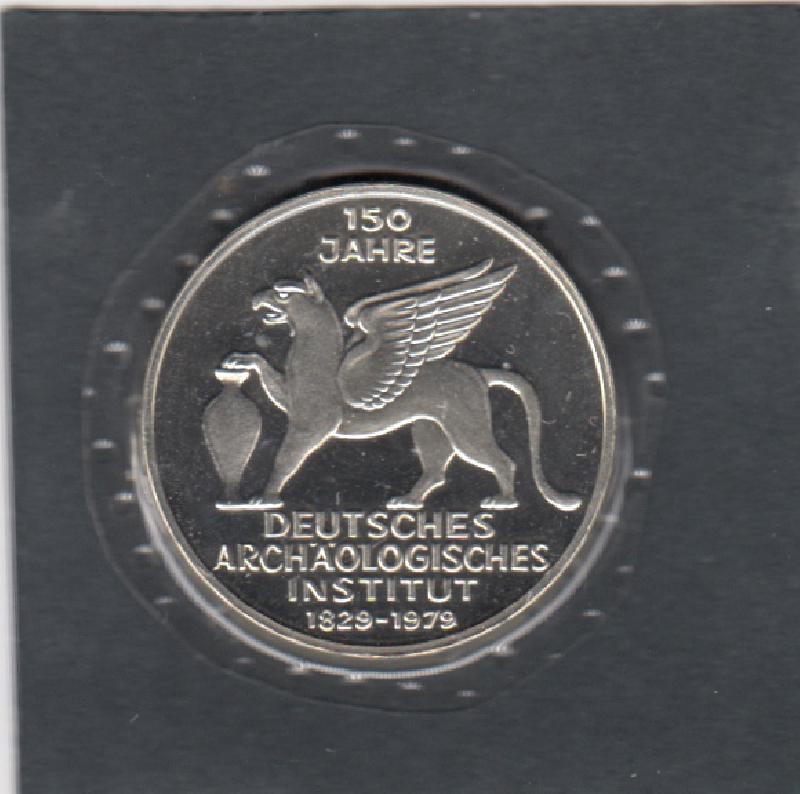 150
JAHRE
DEUTSCHES
ARCHÄOLOGISCHES
INSTITUT
1829-1979